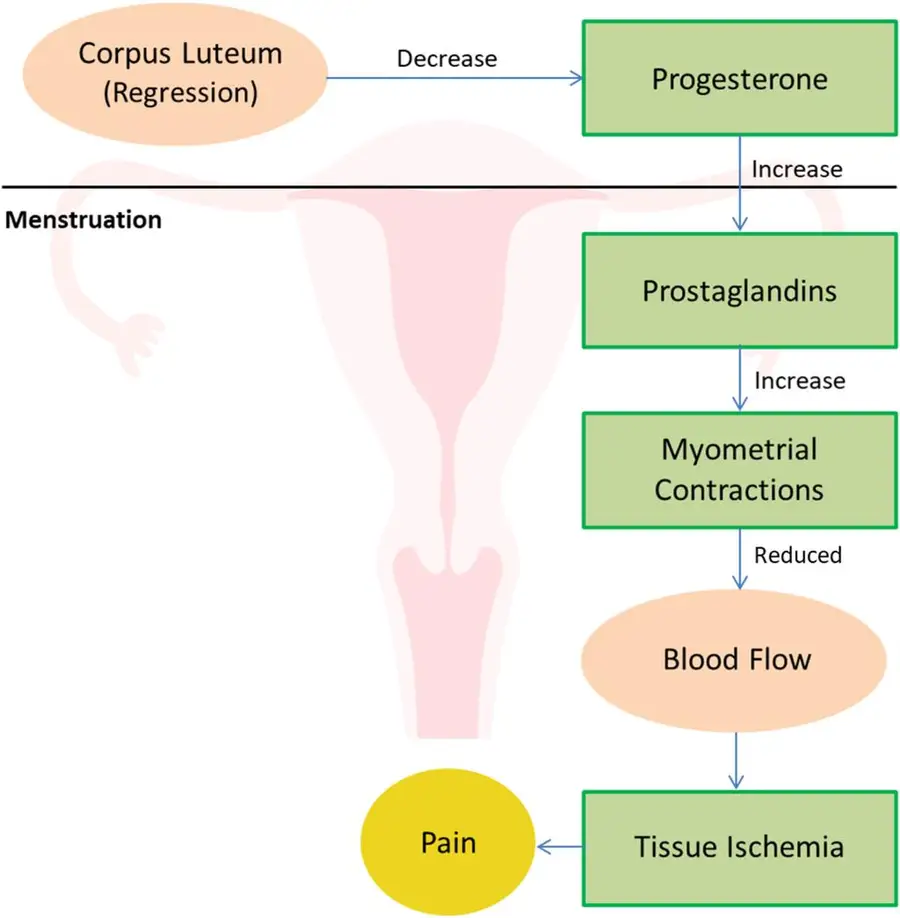 Corpus Luteum
(Regression)
Decrease
Progesterone
Increase
Menstruation
Prostaglandins
Increase
Myometrial
Contractions
Reduced
Blood Flow
Pain
Tissue Ischemia